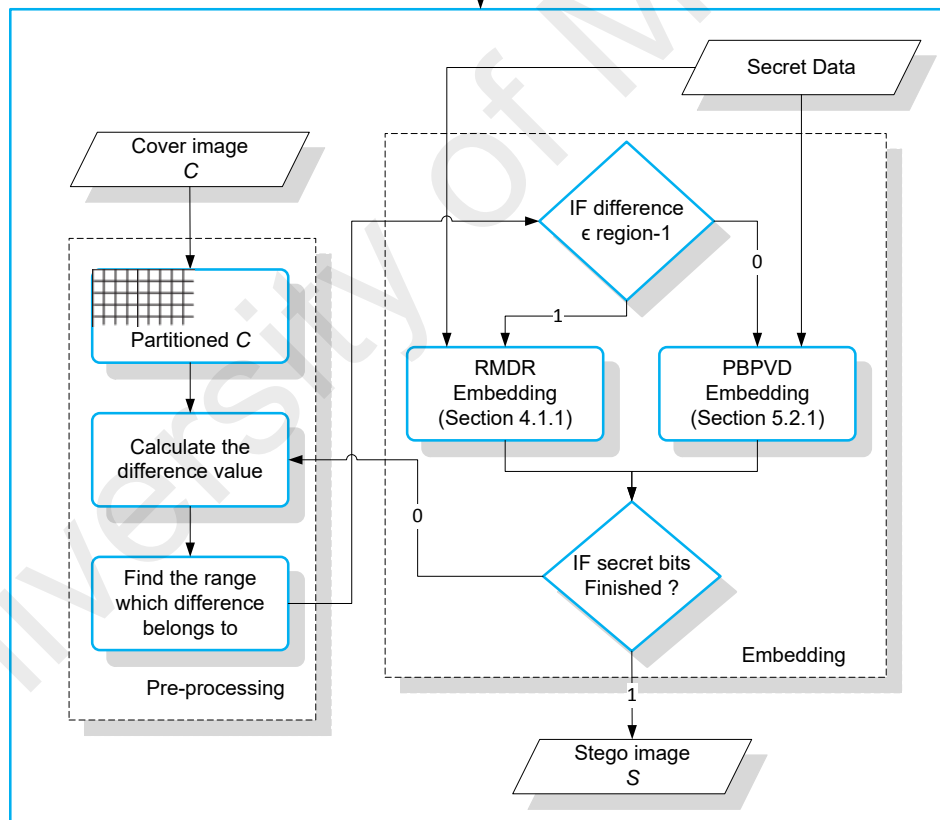 Secret Data
Cover image
C
IF difference
ϵ region-1
0
1
Partitioned C
RMDR
Embedding
(Section 4.1.1)
PBPVD
Embedding
(Section 5.2.1)
Calculate the
difference value
0
IF secret bits
Finished ?
Find the range
which difference
belongs to
Embedding
Pre-processing
1
Stego image
S
iversity of M